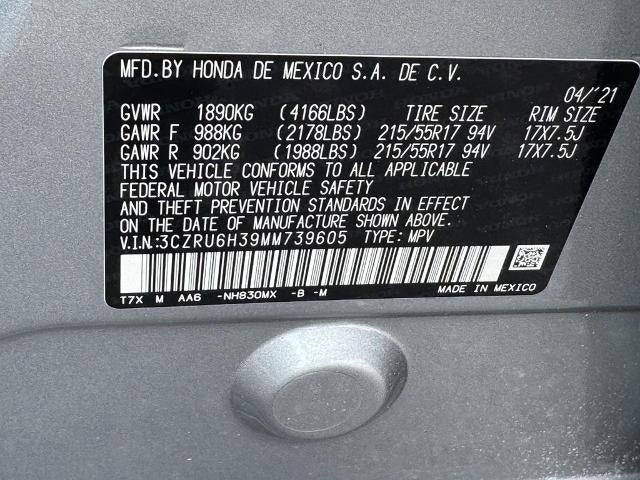 MFD.BY HONDA DE MEXICO S.A. DE C.V.
04/'21
GVWR 1890KG (4166LBS) TIRE SIZE RIM SIZE
GAWR F 988KG (2178LBS) 215/55R17 94V 17X7.5J
GAWR R 902KG (1988LBS) 215/55R17 94V 17X7.5J
THIS VEHICLE CONFORMS TO ALL APPLICABLE
FEDERAL MOTOR VEHICLE SAFETY
AND THEFT PREVENTION STANDARDS IN EFFECT
ON THE DATE OF MANUFACTURE SHOWN ABOVE.
V.I.N:3CZRU6H39MM739605 TYPE: MPV
T7X M AA6 -NH830MX -B -M MADE IN MEXICO